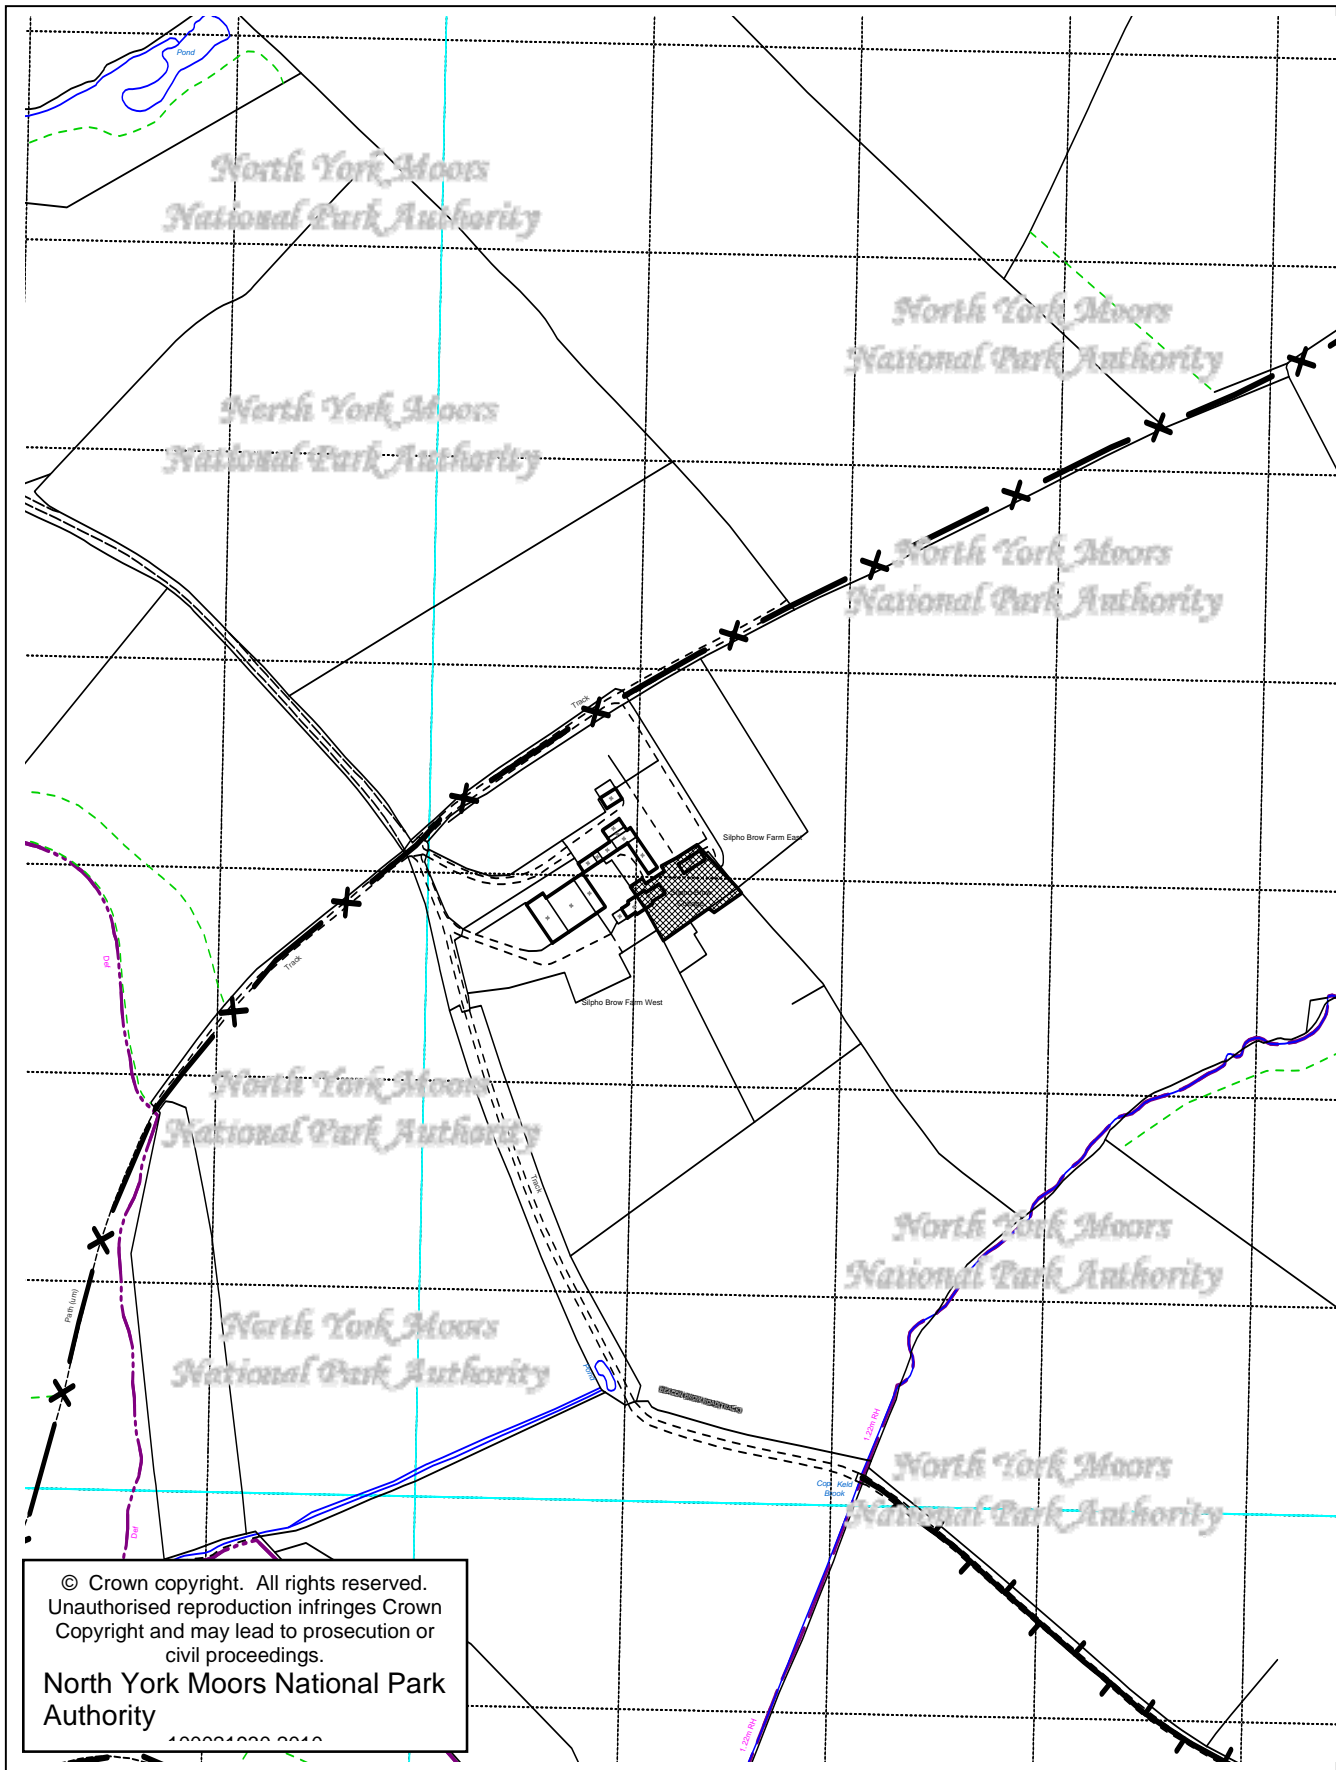 Pond
North York Moors
National Park Authority
North York Moors
National Park Authority
North York Moors
National Park Authority
North York Moors
National Park Authority
Track
Silpho Brow Farm East
Def
Track
Silpho Brow Farm West
North York Moors
National Park Authority
Track
North York Moors
National Park Authority
Path (um)
North York Moors
National Park Authority
Pond
1.22m RH
North York Moors
National Park Authority
Keld
Brook
Def
© Crown copyright. All rights reserved.
Unauthorised reproduction infringes Crown
Copyright and may lead to prosecution or
civil proceedings.
North York Moors National Park
Authority
1.22m RH